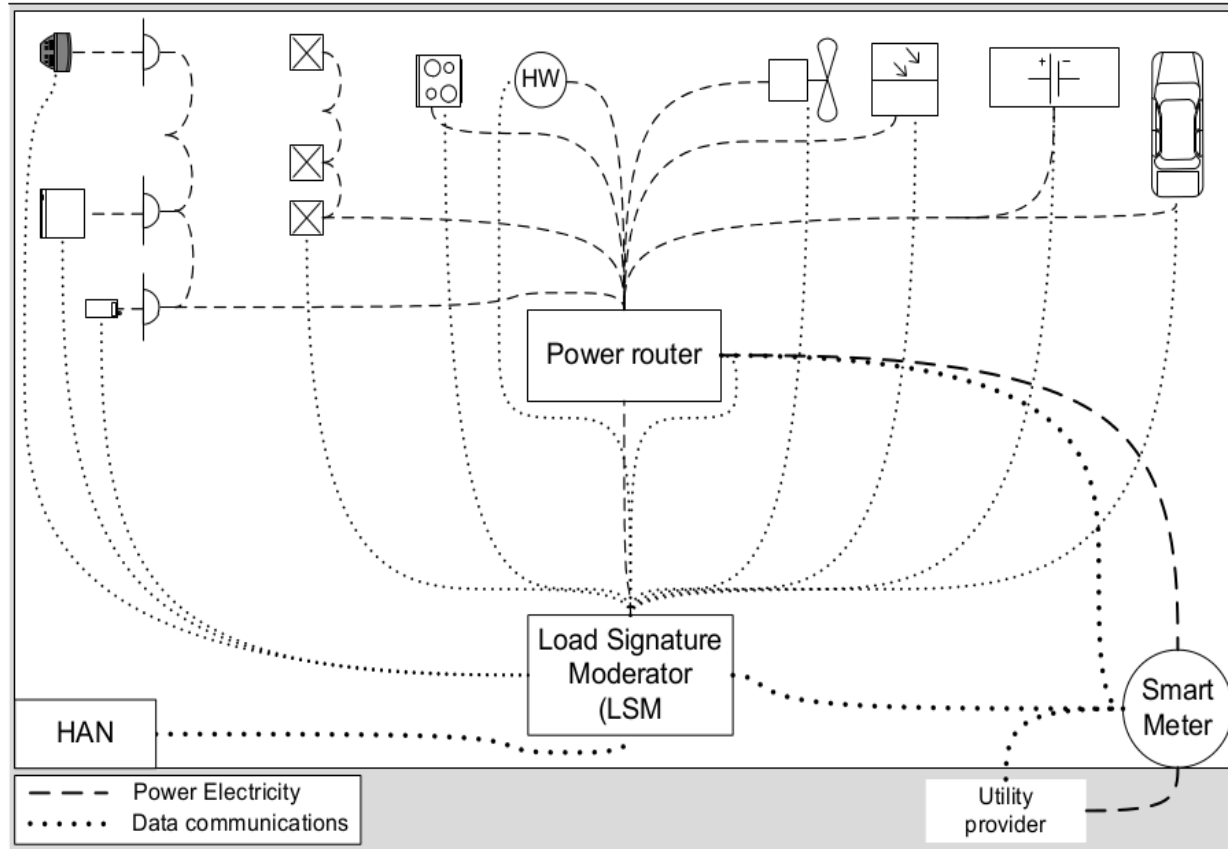 HW
+ −
Power router
Load Signature
Moderator
(LSM
Smart
Meter
HAN
Power Electricity
Data communications
Utility
provider